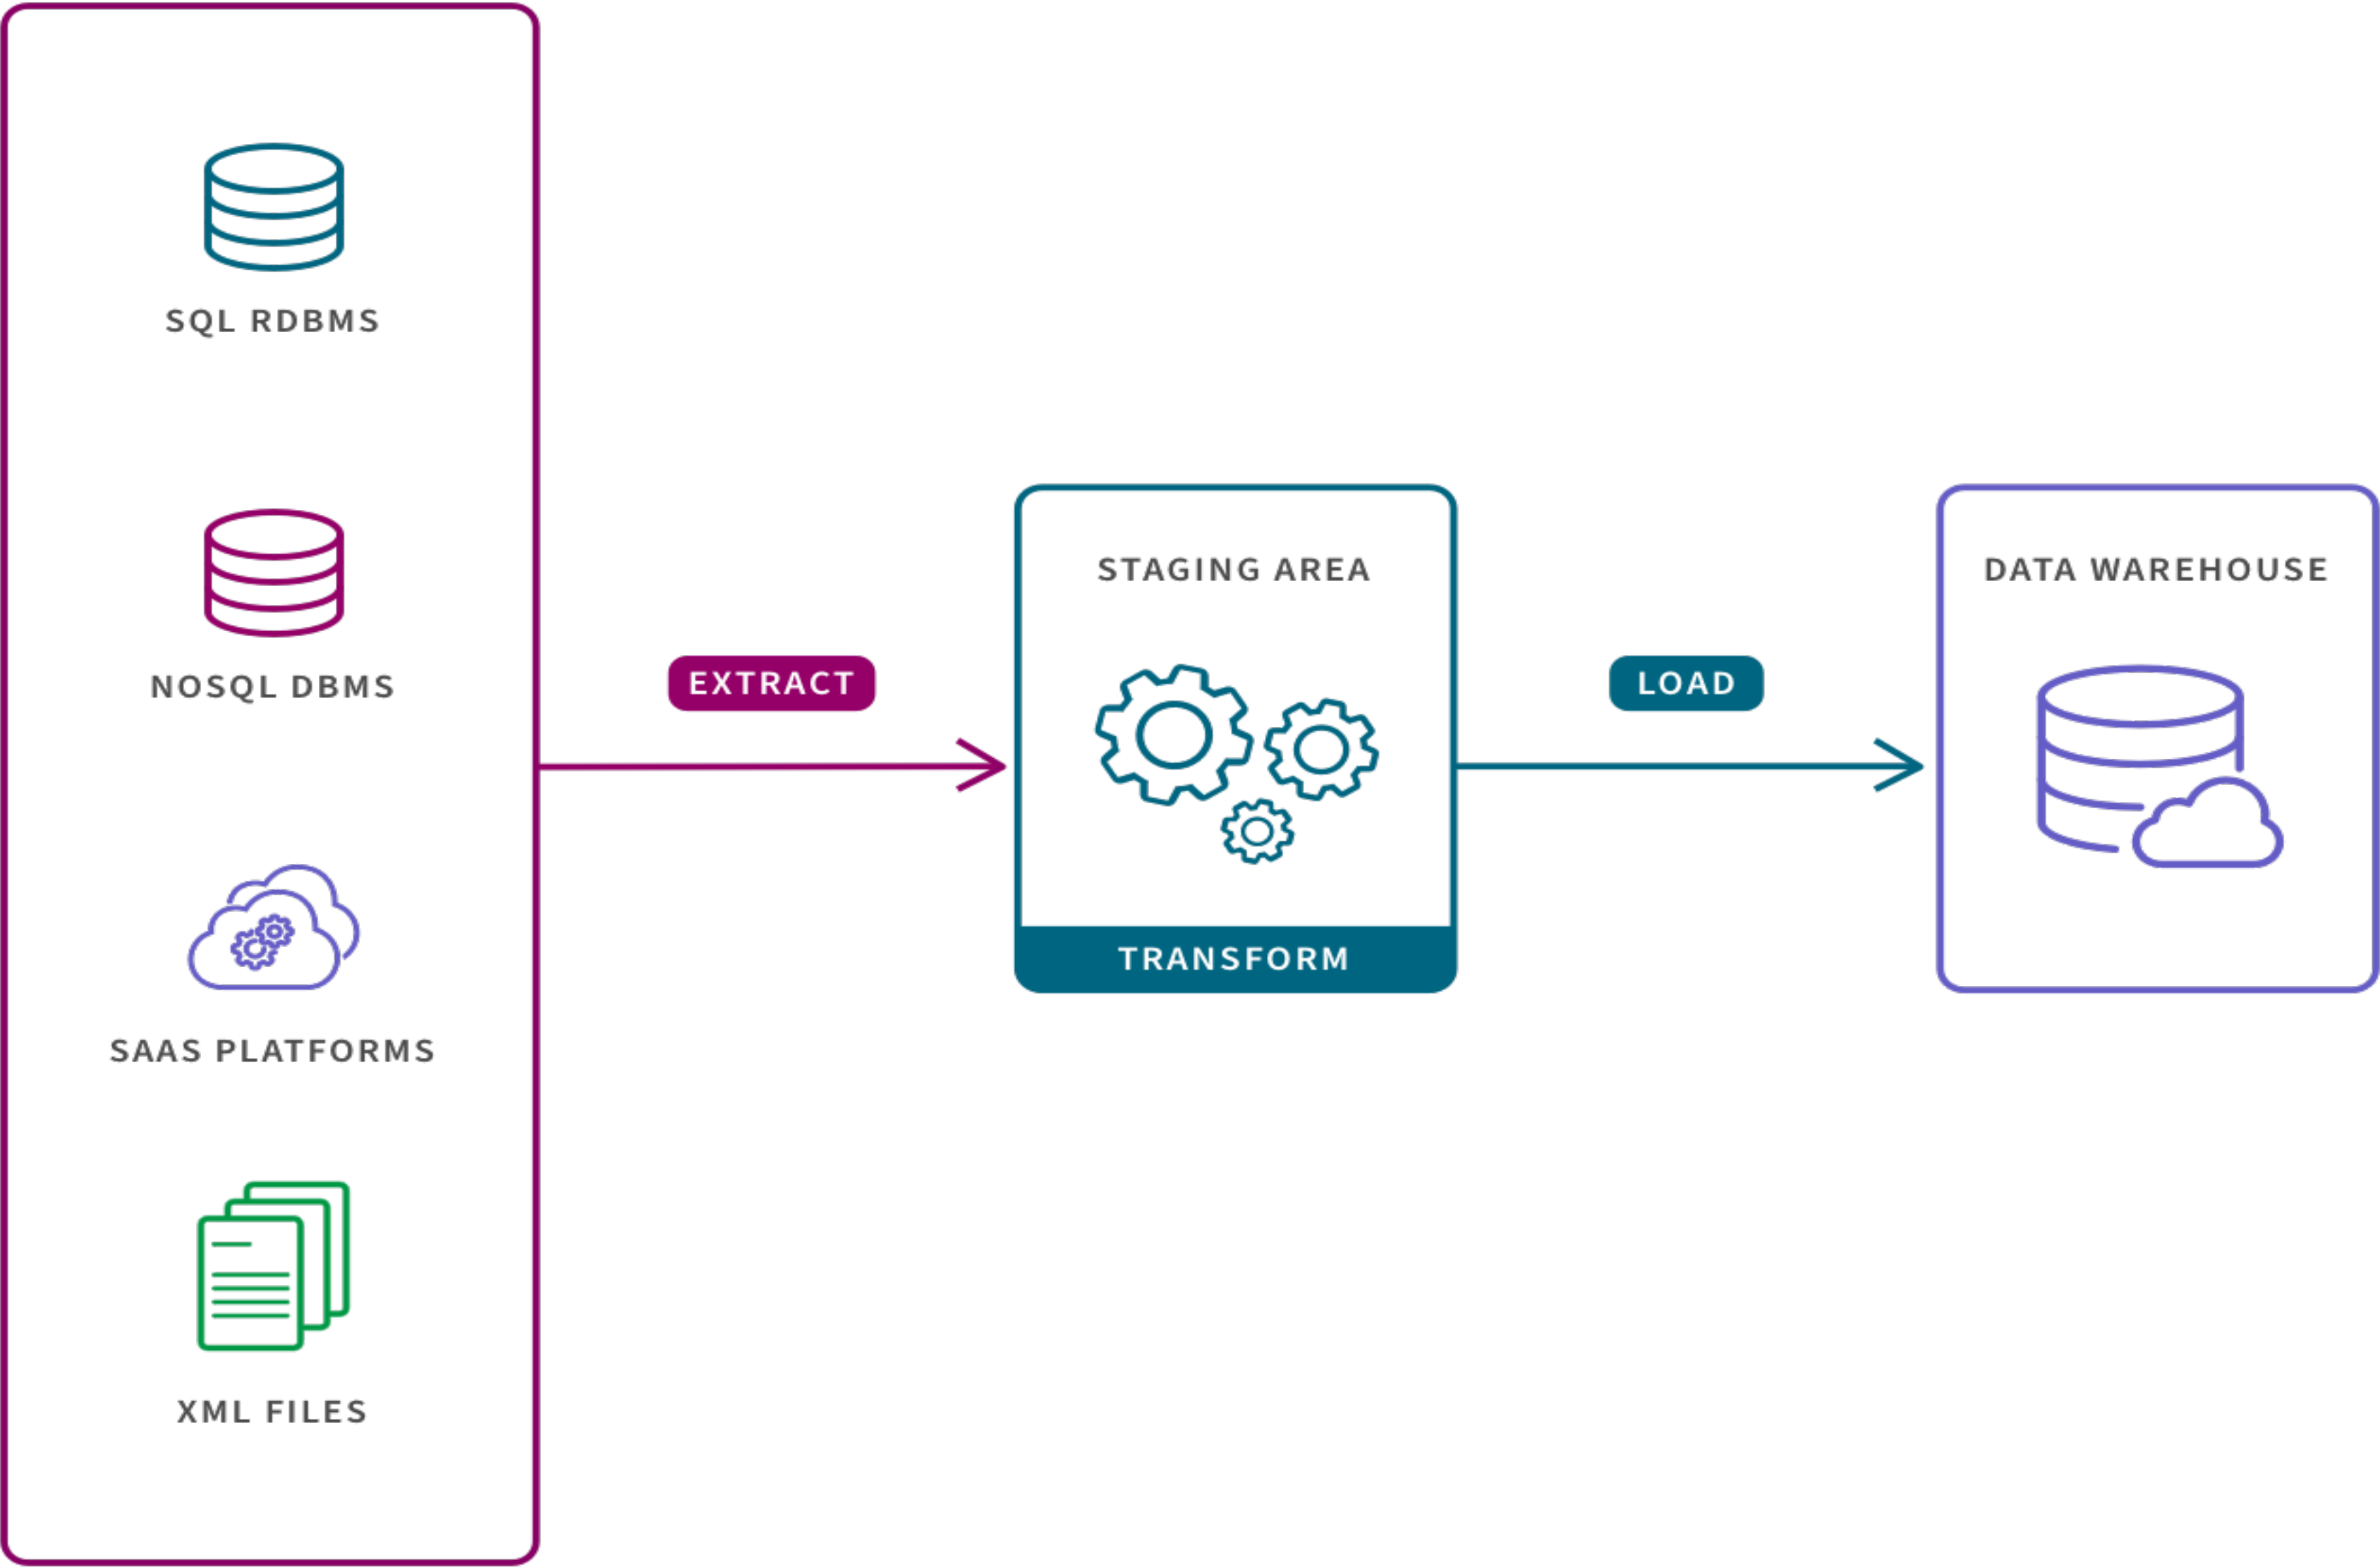 SQL RDBMS
NOSQL DBMS
SAAS PLATFORMS
XML FILES
EXTRACT
STAGING AREA
TRANSFORM
LOAD
DATA WAREHOUSE